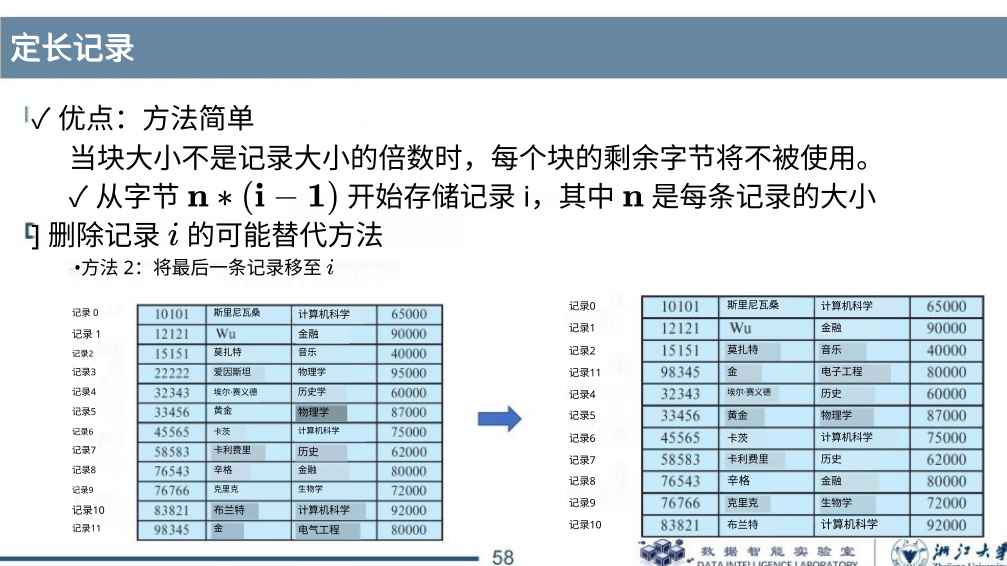 定长记录
✓ 优点：方法简单
当块大小不是记录大小的倍数时，每个块的剩余字节将不被使用。
✓ 从字节 n * (i − 1) 开始存储记录 i，其中 n 是每条记录的大小
] 删除记录 i 的可能替代方法
•方法 2：将最后一条记录移至 i
记录 0 10101 斯里尼瓦桑 计算机科学 65000
记录 1 12121 Wu 金融 90000
记录2 15151 莫扎特 音乐 40000
记录3 22222 爱因斯坦 物理学 95000
记录4 32343 埃尔·赛义德 历史学 60000
记录5 33456 黄金 物理学 87000
记录6 45565 卡茨 计算机科学 75000
记录7 58583 卡利费里 历史 62000
记录8 76543 辛格 金融 80000
记录9 76766 克里克 生物学 72000
记录10 83821 布兰特 计算机科学 92000
记录11 98345 金 电气工程 80000
记录0 10101 斯里尼瓦桑 计算机科学 65000
记录1 12121 Wu 金融 90000
记录2 15151 莫扎特 音乐 40000
记录11 98345 金 电子工程 80000
记录4 32343 埃尔·赛义德 历史 60000
记录5 33456 黄金 物理学 87000
记录6 45565 卡茨 计算机科学 75000
记录7 58583 卡利费里 历史 62000
记录8 76543 辛格 金融 80000
记录9 76766 克里克 生物学 72000
记录10 83821 布兰特 计算机科学 92000
58
数据智能实验室
DATA INTELLIGENCE LABORATORY
浙江大学